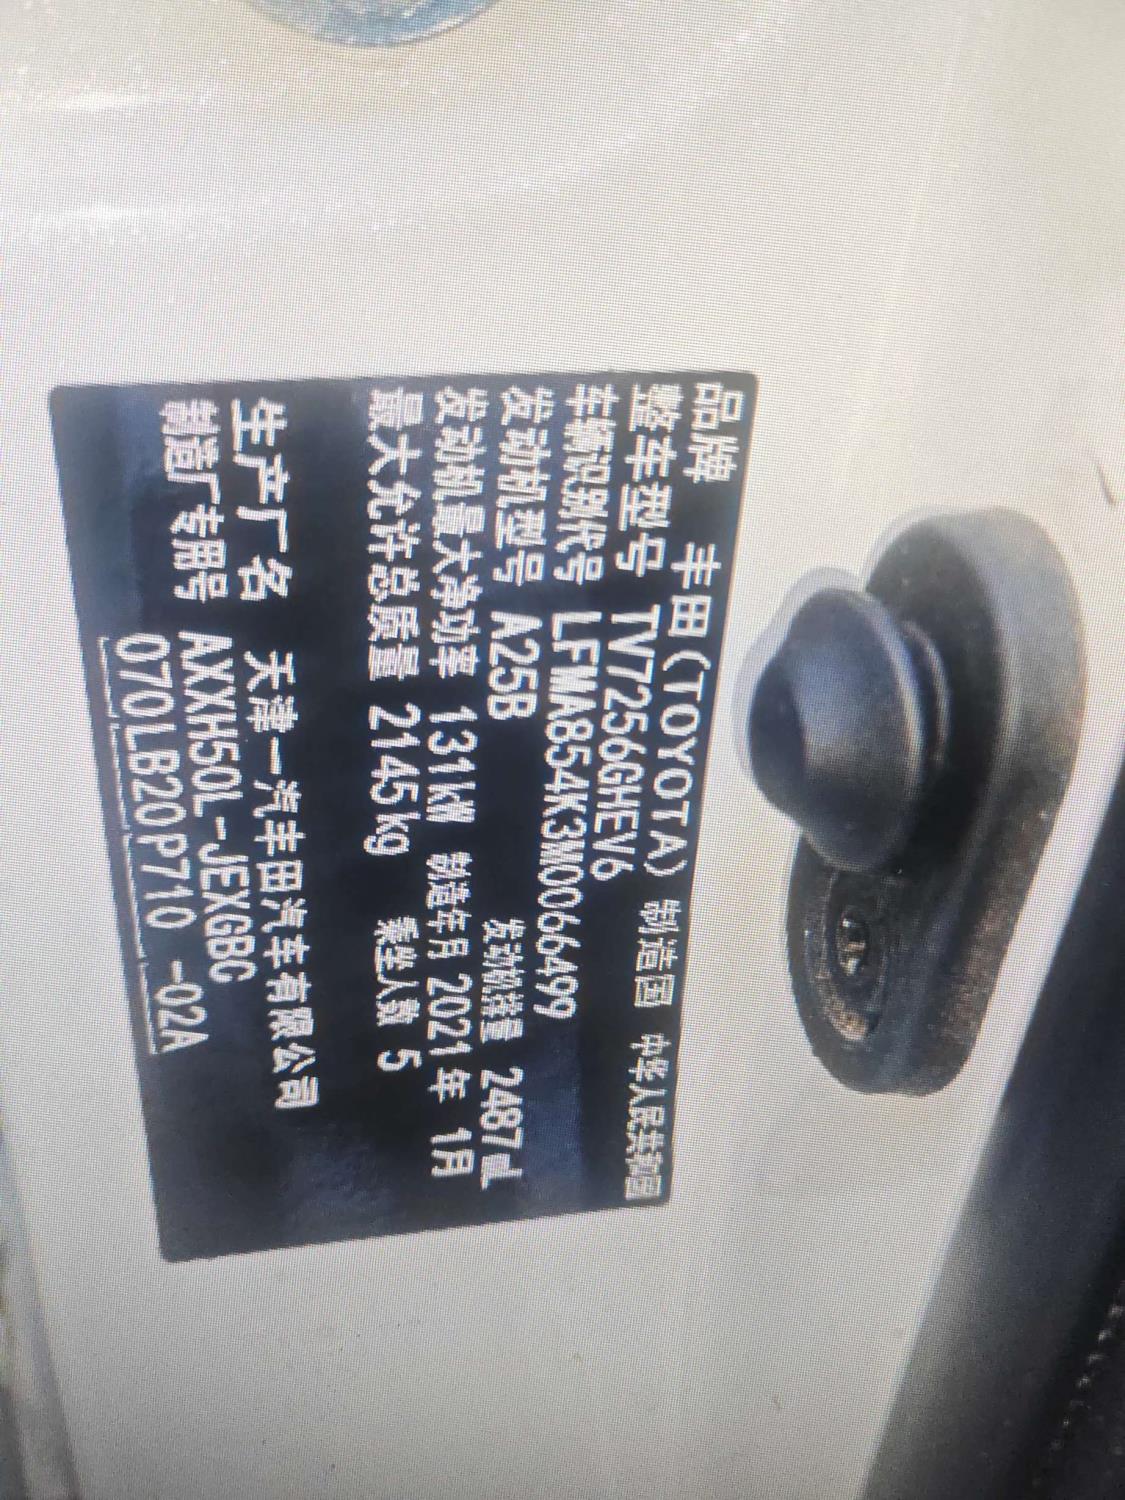 品牌 丰田(TOYOTA) 制造国 中华人民共和国
整车型号 TV7256GHEV6
车辆识别代号 LFMA854K3M0066499
发动机型号 A25B 发动机排量 2487mL
发动机最大净功率 131kW 制造年月 2021年 1月
最大允许总质量 2145kg 乘坐人数 5
生产厂名 天津一汽丰田汽车有限公司
制造厂专用号 AXXH50L-JEXGBC
070LB20P710 -02A